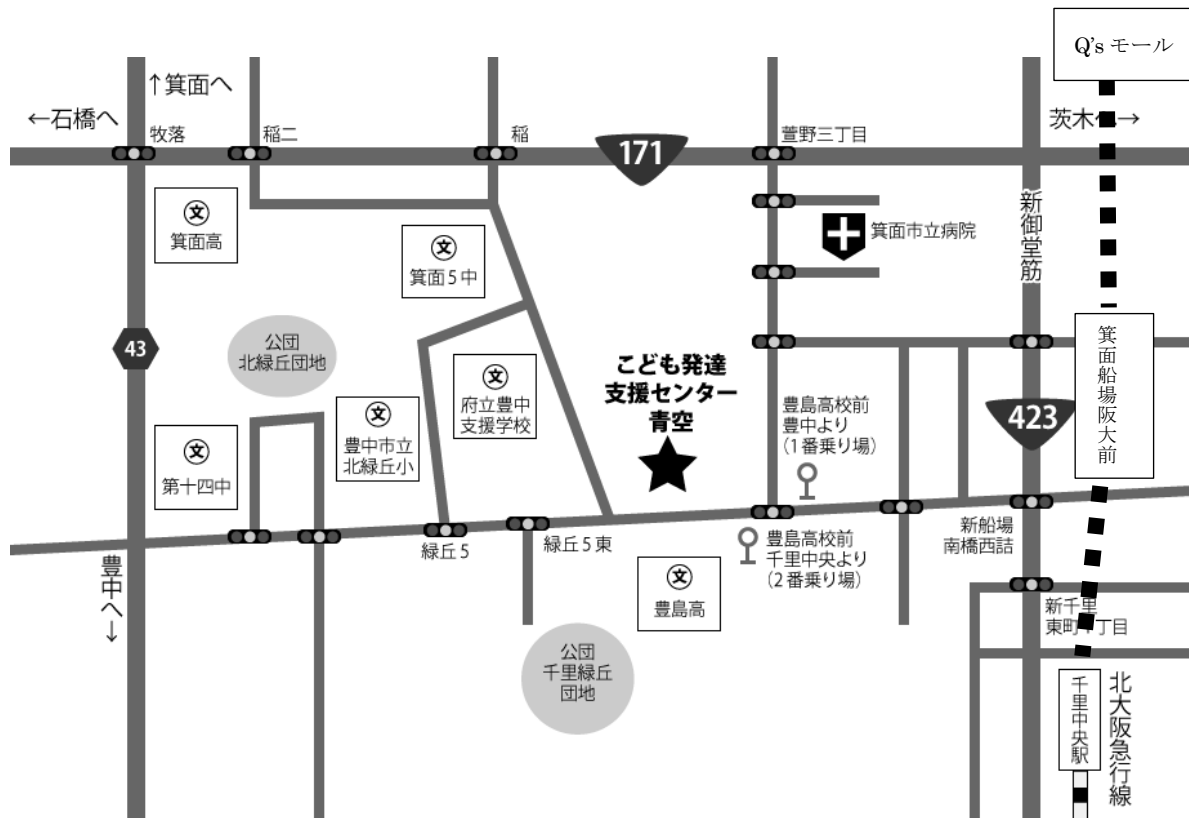 Q'sモール
↑箕面へ
←石橋へ
茨木へ→
牧落
稲二
稲
171
萱野三丁目
文
箕面高
文
箕面5中
箕面市立病院
新御堂筋
43
公団
北緑丘団地
文
府立豊中
支援学校
こども発達
支援センター
青空
豊島高校前
豊中より
(1番乗り場)
423
箕面船場阪大前
文
豊中市立
北緑丘小
文
第十四中
緑丘5
緑丘5東
豊島高校前
千里中央より
(2番乗り場)
新船場
南橋西詰
豊中へ↓
文
豊島高
新千里
東町1丁目
公団
千里緑丘
団地
千里中央駅
北大阪急行線